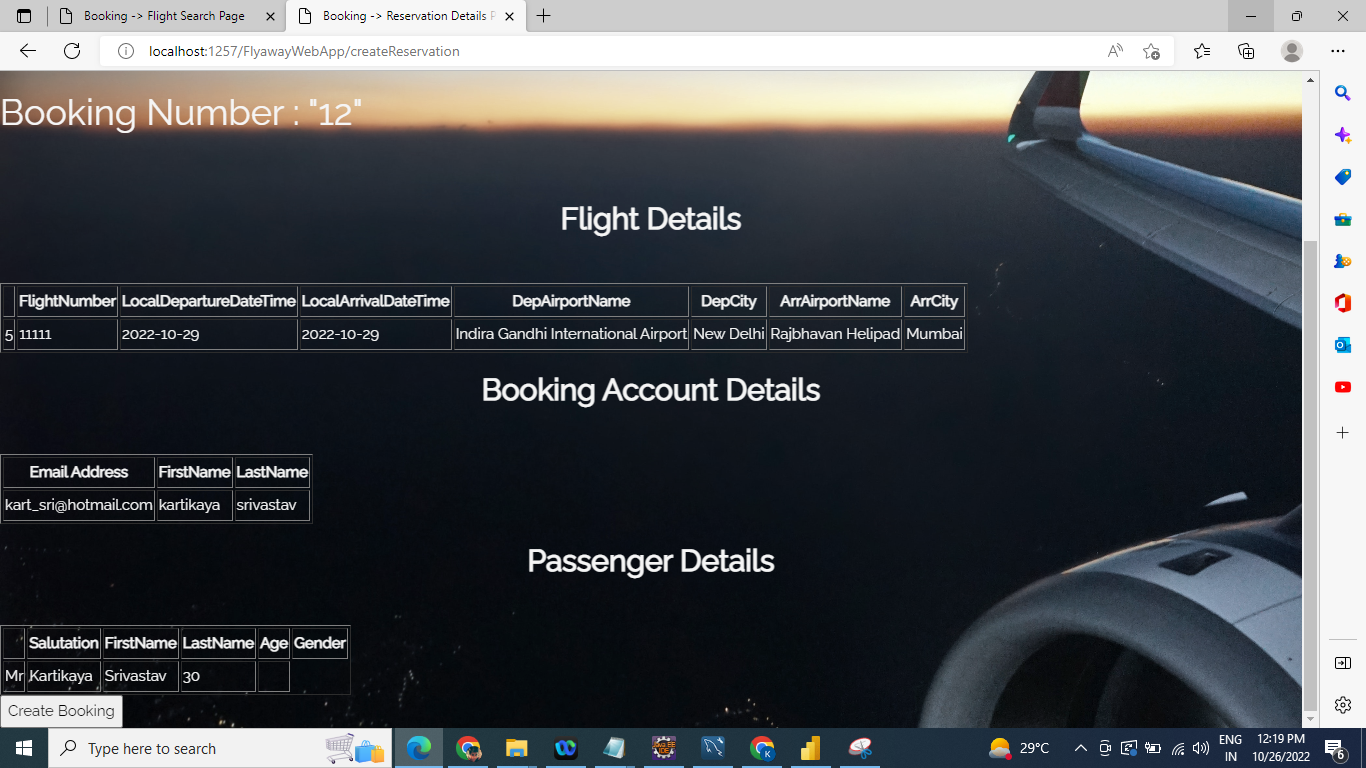 Booking -> Flight Search Page
Booking -> Reservation Details P
localhost:1257/FlyawayWebApp/createReservation
Booking Number : "12"
Flight Details
FlightNumber LocalDepartureDateTime LocalArrivalDateTime DepAirportName DepCity ArrAirportName ArrCity
5 11111 2022-10-29 2022-10-29 Indira Gandhi International Airport New Delhi Rajbhavan Helipad Mumbai
Booking Account Details
Email Address FirstName LastName
kart_sri@hotmail.com kartikaya srivastav
Passenger Details
Salutation FirstName LastName Age Gender
Mr Kartikaya Srivastav 30
Create Booking
Type here to search
29°C
ENG
IN
12:19 PM
10/26/2022
6